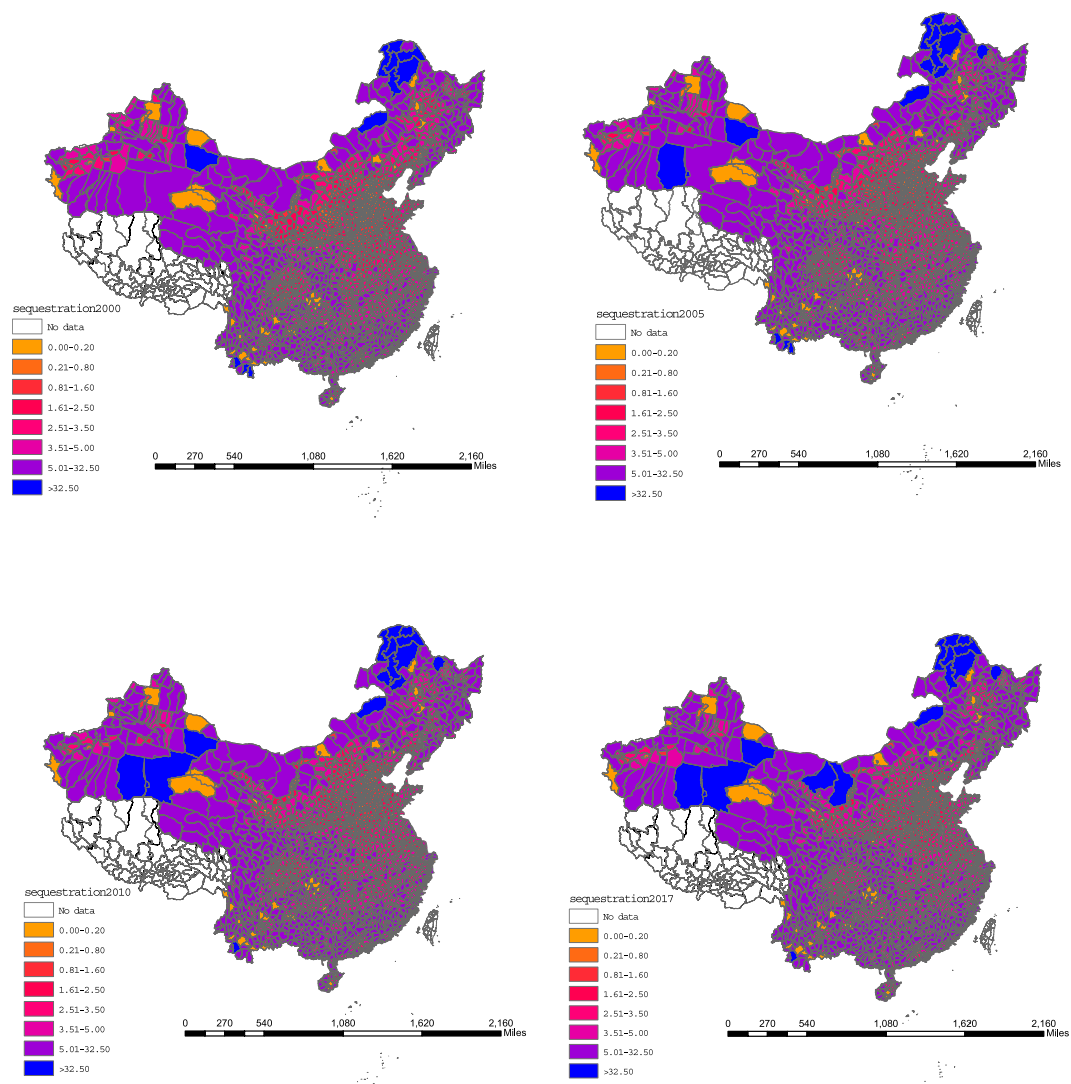 sequestration2000
No data
0.00-0.20
0.21-0.80
0.81-1.60
1.61-2.50
2.51-3.50
3.51-5.00
5.01-32.50
>32.50
0 270 540 1,080 1,620 2,160
Miles
sequestration2005
No data
0.00-0.20
0.21-0.80
0.81-1.60
1.61-2.50
2.51-3.50
3.51-5.00
5.01-32.50
>32.50
0 270 540 1,080 1,620 2,160
Miles
sequestration2010
No data
0.00-0.20
0.21-0.80
0.81-1.60
1.61-2.50
2.51-3.50
3.51-5.00
5.01-32.50
>32.50
0 270 540 1,080 1,620 2,160
Miles
sequestration2017
No data
0.00-0.20
0.21-0.80
0.81-1.60
1.61-2.50
2.51-3.50
3.51-5.00
5.01-32.50
>32.50
0 270 540 1,080 1,620 2,160
Miles